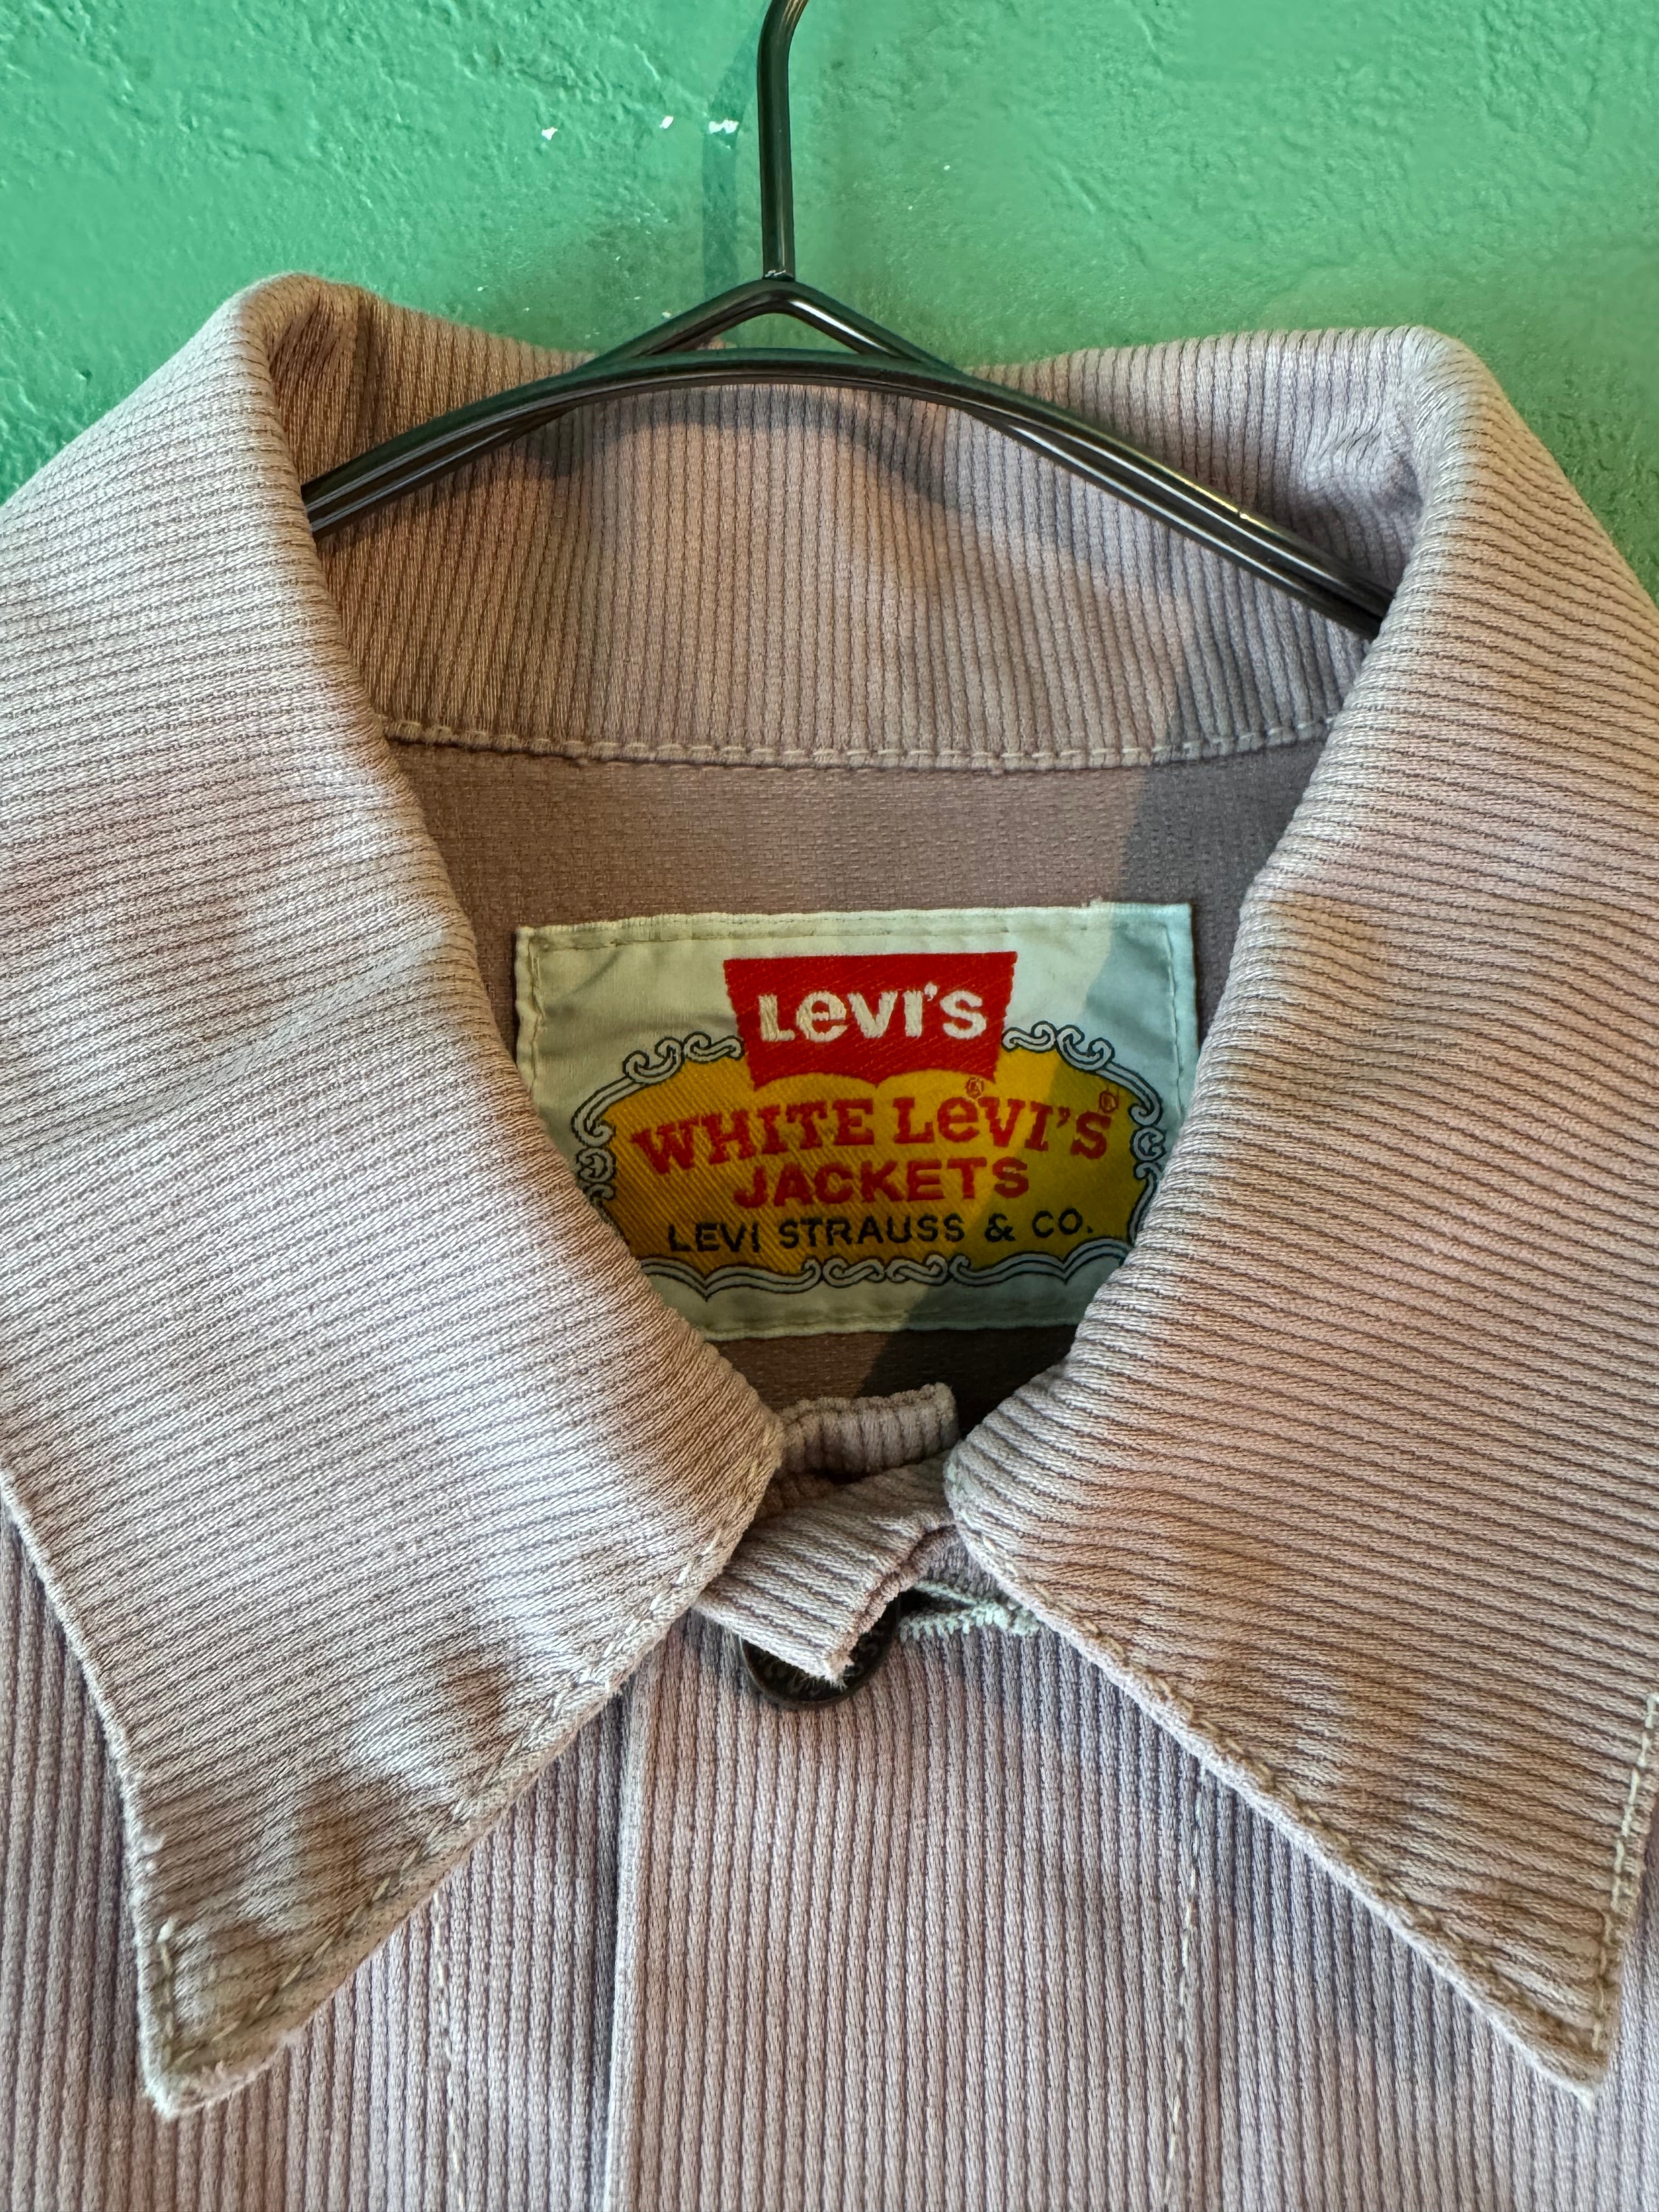 LeVI'S
®
WHITE LeVI'S®
JACKETS
LEVI STRAUSS & CO.